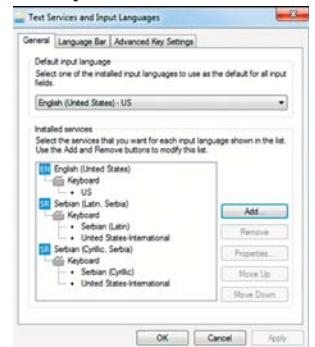 Text Services and Input Languages
General Language Bar Advanced Key Settings
Default input language
Select one of the installed input languages to use as the default for all input
fields.
English (United States) - US
Installed services
Select the services that you want for each input language shown in the list.
Use the Add and Remove buttons to modify this list.
EN English (United States)
Keyboard
US
SR Serbian (Latin, Serbia)
Keyboard
Serbian (Latin)
United States-International
SR Serbian (Cyrillic, Serbia)
Keyboard
Serbian (Cyrillic)
United States-International
Add...
Remove
Properties...
Move Up
Move Down
OK Cancel Apply